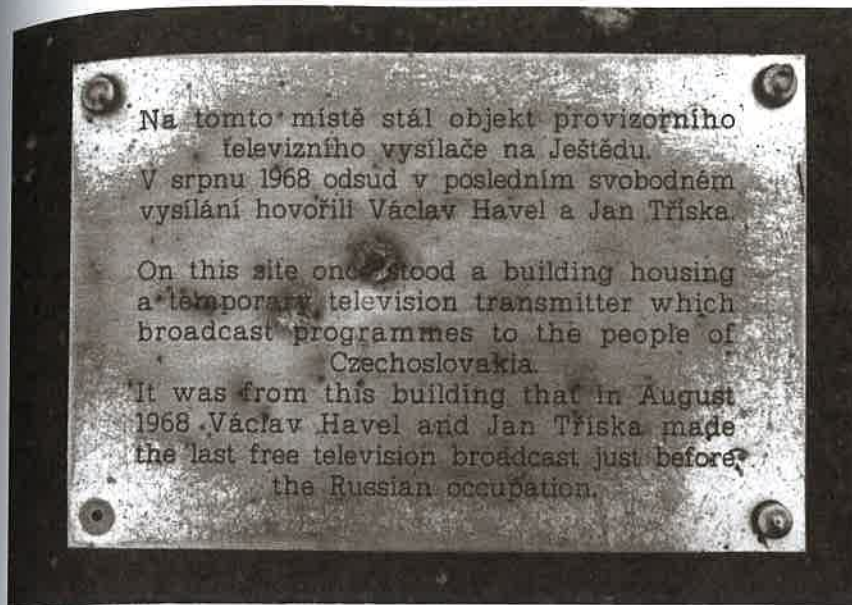 Na tomto místě stál objekt provizorního
televizního vysílače na Ještědu.
V srpnu 1968 odsud v posledním svobodném
vysílání hovořili Václav Havel a Jan Tříska.
On this site once stood a building housing
a temporary television transmitter which
broadcast programmes to the people of
Czechoslovakia.
It was from this building that in August
1968 Václav Havel and Jan Tříska made
the last free television broadcast just before
the Russian occupation.